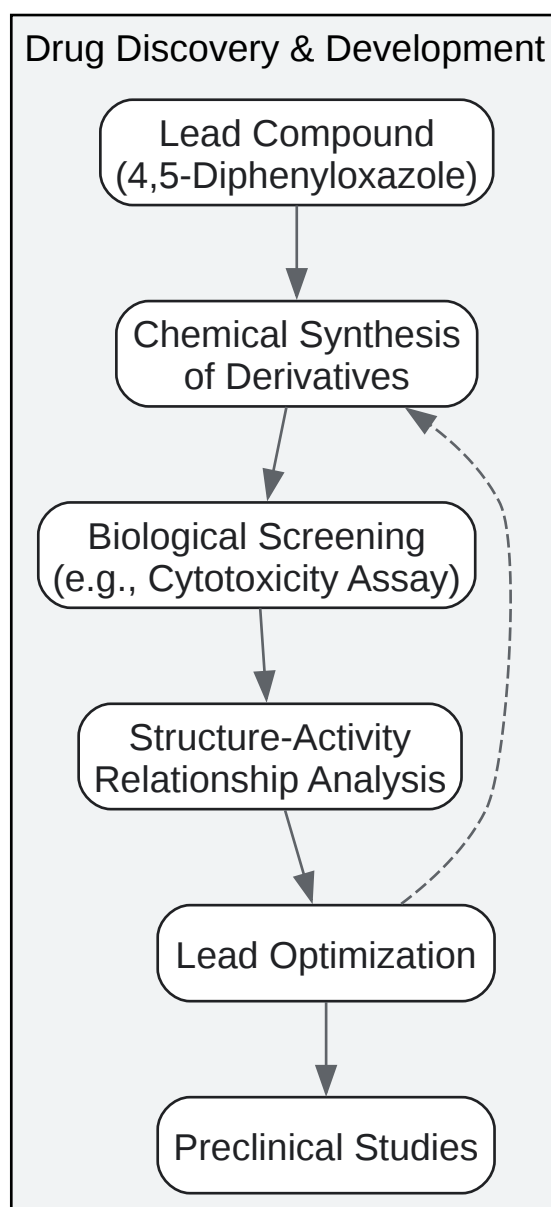 Drug Discovery & Development
Lead Compound
(4,5-Diphenyloxazole)
Chemical Synthesis
of Derivatives
Biological Screening
(e.g., Cytotoxicity Assay)
Structure-Activity
Relationship Analysis
Lead Optimization
Preclinical Studies